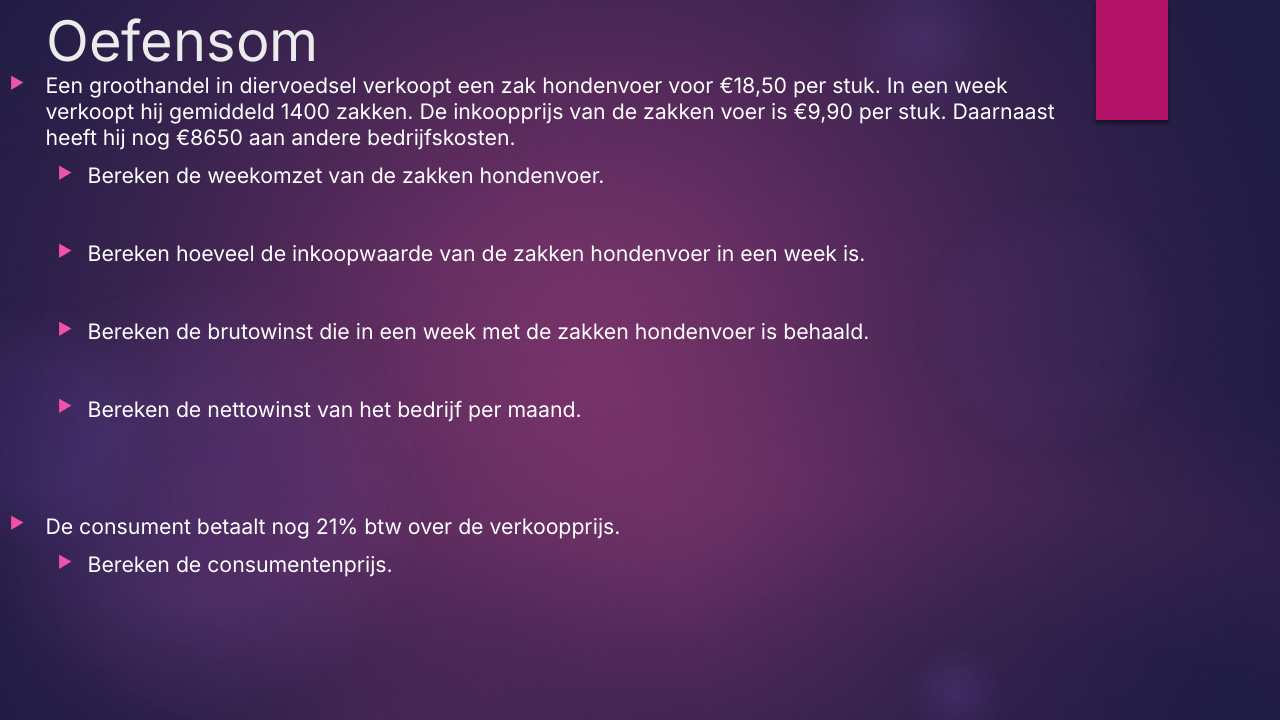 Oefensom
Een groothandel in diervoedsel verkoopt een zak hondenvoer voor €18,50 per stuk. In een week
verkoopt hij gemiddeld 1400 zakken. De inkoopprijs van de zakken voer is €9,90 per stuk. Daarnaast
heeft hij nog €8650 aan andere bedrijfskosten.
Bereken de weekomzet van de zakken hondenvoer.
Bereken hoeveel de inkoopwaarde van de zakken hondenvoer in een week is.
Bereken de brutowinst die in een week met de zakken hondenvoer is behaald.
Bereken de nettowinst van het bedrijf per maand.
De consument betaalt nog 21% btw over de verkoopprijs.
Bereken de consumentenprijs.